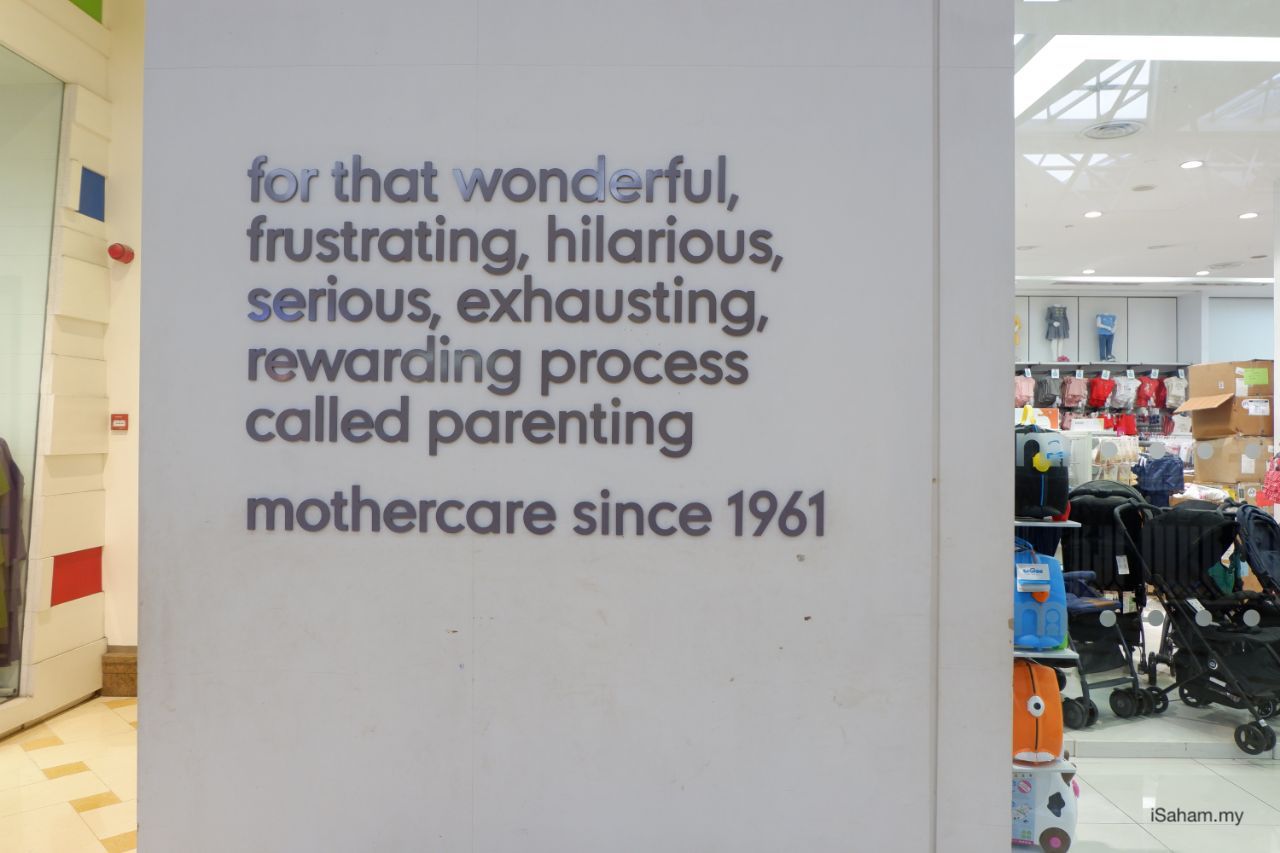 for that wonderful,
frustrating, hilarious,
serious, exhausting,
rewarding process
called parenting
mothercare since 1961
iSaham.my